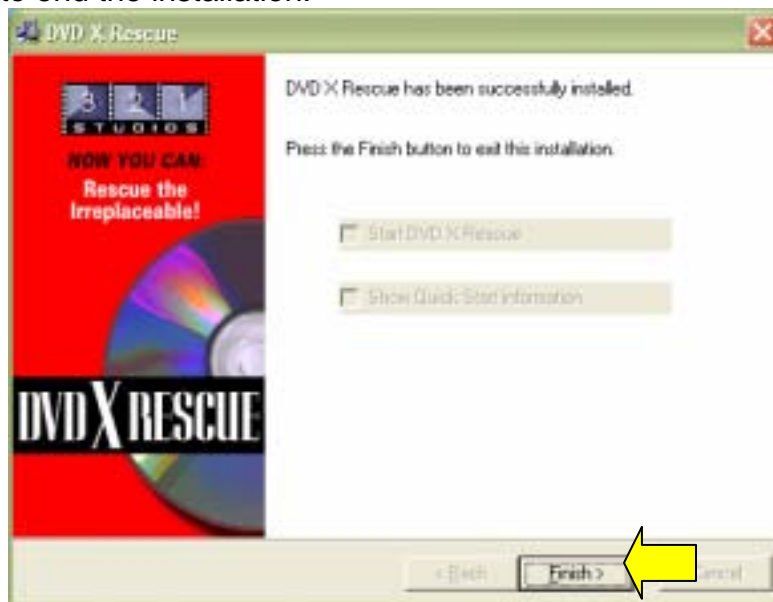 to end the installation.
DVD X Rescue
3 2 1
STUDIOS
NOW YOU CAN:
Rescue the
Irreplaceable!
DVD X RESCUE
DVD X Rescue has been successfully installed.
Press the Finish button to exit this installation.
Start DVD X Rescue
Show Quick Start information
< Back
Finish >
Cancel